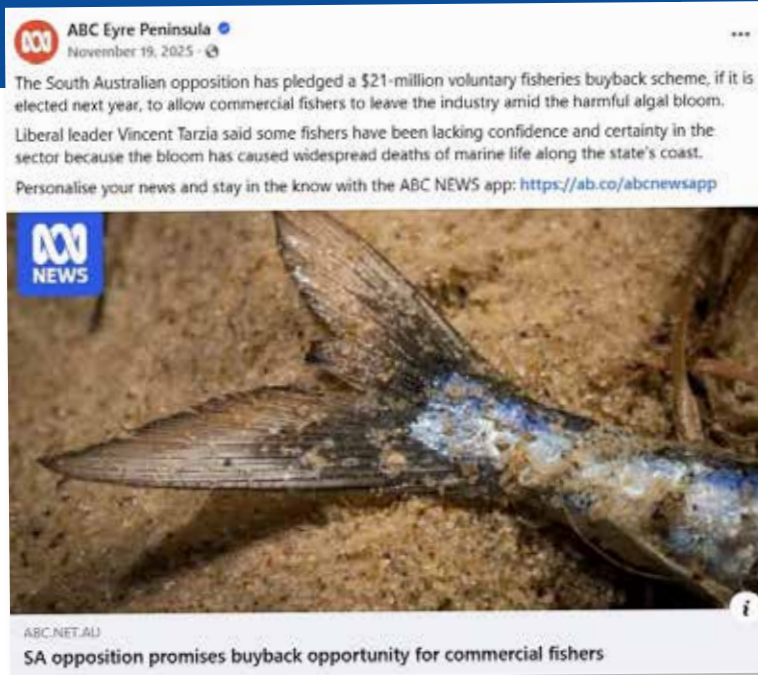 ABC Eyre Peninsula
November 19, 2025 ·
The South Australian opposition has pledged a $21-million voluntary fisheries buyback scheme, if it is
elected next year, to allow commercial fishers to leave the industry amid the harmful algal bloom.
Liberal leader Vincent Tarzia said some fishers have been lacking confidence and certainty in the
sector because the bloom has caused widespread deaths of marine life along the state's coast.
Personalise your news and stay in the know with the ABC NEWS app: https://ab.co/abcnewsapp
NEWS
i
ABC.NET.AU
SA opposition promises buyback opportunity for commercial fishers